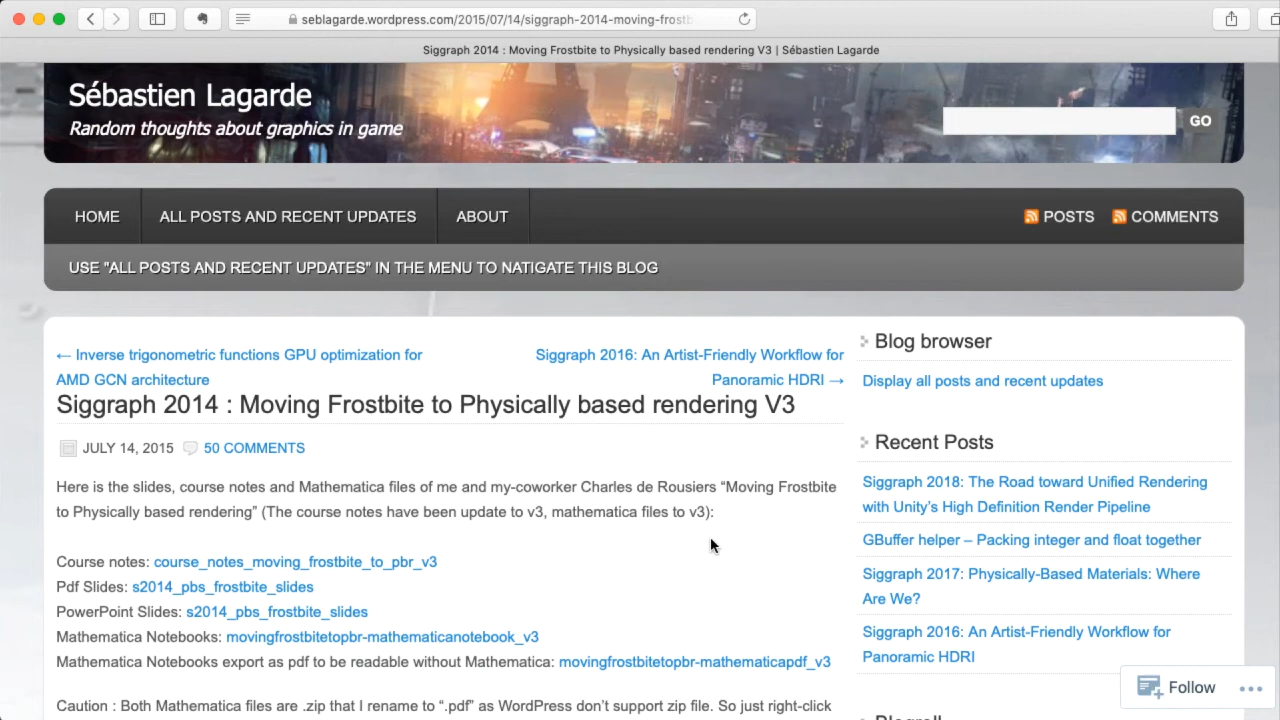 seblagarde.wordpress.com/2015/07/14/siggraph-2014-moving-frostb
Siggraph 2014 : Moving Frostbite to Physically based rendering V3 | Sébastien Lagarde
Sébastien Lagarde
Random thoughts about graphics in game
GO
HOME
ALL POSTS AND RECENT UPDATES
ABOUT
POSTS
COMMENTS
USE "ALL POSTS AND RECENT UPDATES" IN THE MENU TO NATIGATE THIS BLOG
← Inverse trigonometric functions GPU optimization for
AMD GCN architecture
Siggraph 2016: An Artist-Friendly Workflow for
Panoramic HDRI →
Siggraph 2014 : Moving Frostbite to Physically based rendering V3
JULY 14, 2015 50 COMMENTS
Here is the slides, course notes and Mathematica files of me and my-coworker Charles de Rousiers “Moving Frostbite
to Physically based rendering” (The course notes have been update to v3, mathematica files to v3):
Course notes: course_notes_moving_frostbite_to_pbr_v3
Pdf Slides: s2014_pbs_frostbite_slides
PowerPoint Slides: s2014_pbs_frostbite_slides
Mathematica Notebooks: movingfrostbitetopbr-mathematicanotebook_v3
Mathematica Notebooks export as pdf to be readable without Mathematica: movingfrostbitetopbr-mathematicapdf_v3
Caution : Both Mathematica files are .zip that I rename to “.pdf” as WordPress don’t support zip file. So just right-click
Blog browser
Display all posts and recent updates
Recent Posts
Siggraph 2018: The Road toward Unified Rendering
with Unity’s High Definition Render Pipeline
GBuffer helper – Packing integer and float together
Siggraph 2017: Physically-Based Materials: Where
Are We?
Siggraph 2016: An Artist-Friendly Workflow for
Panoramic HDRI
Blogroll
Follow